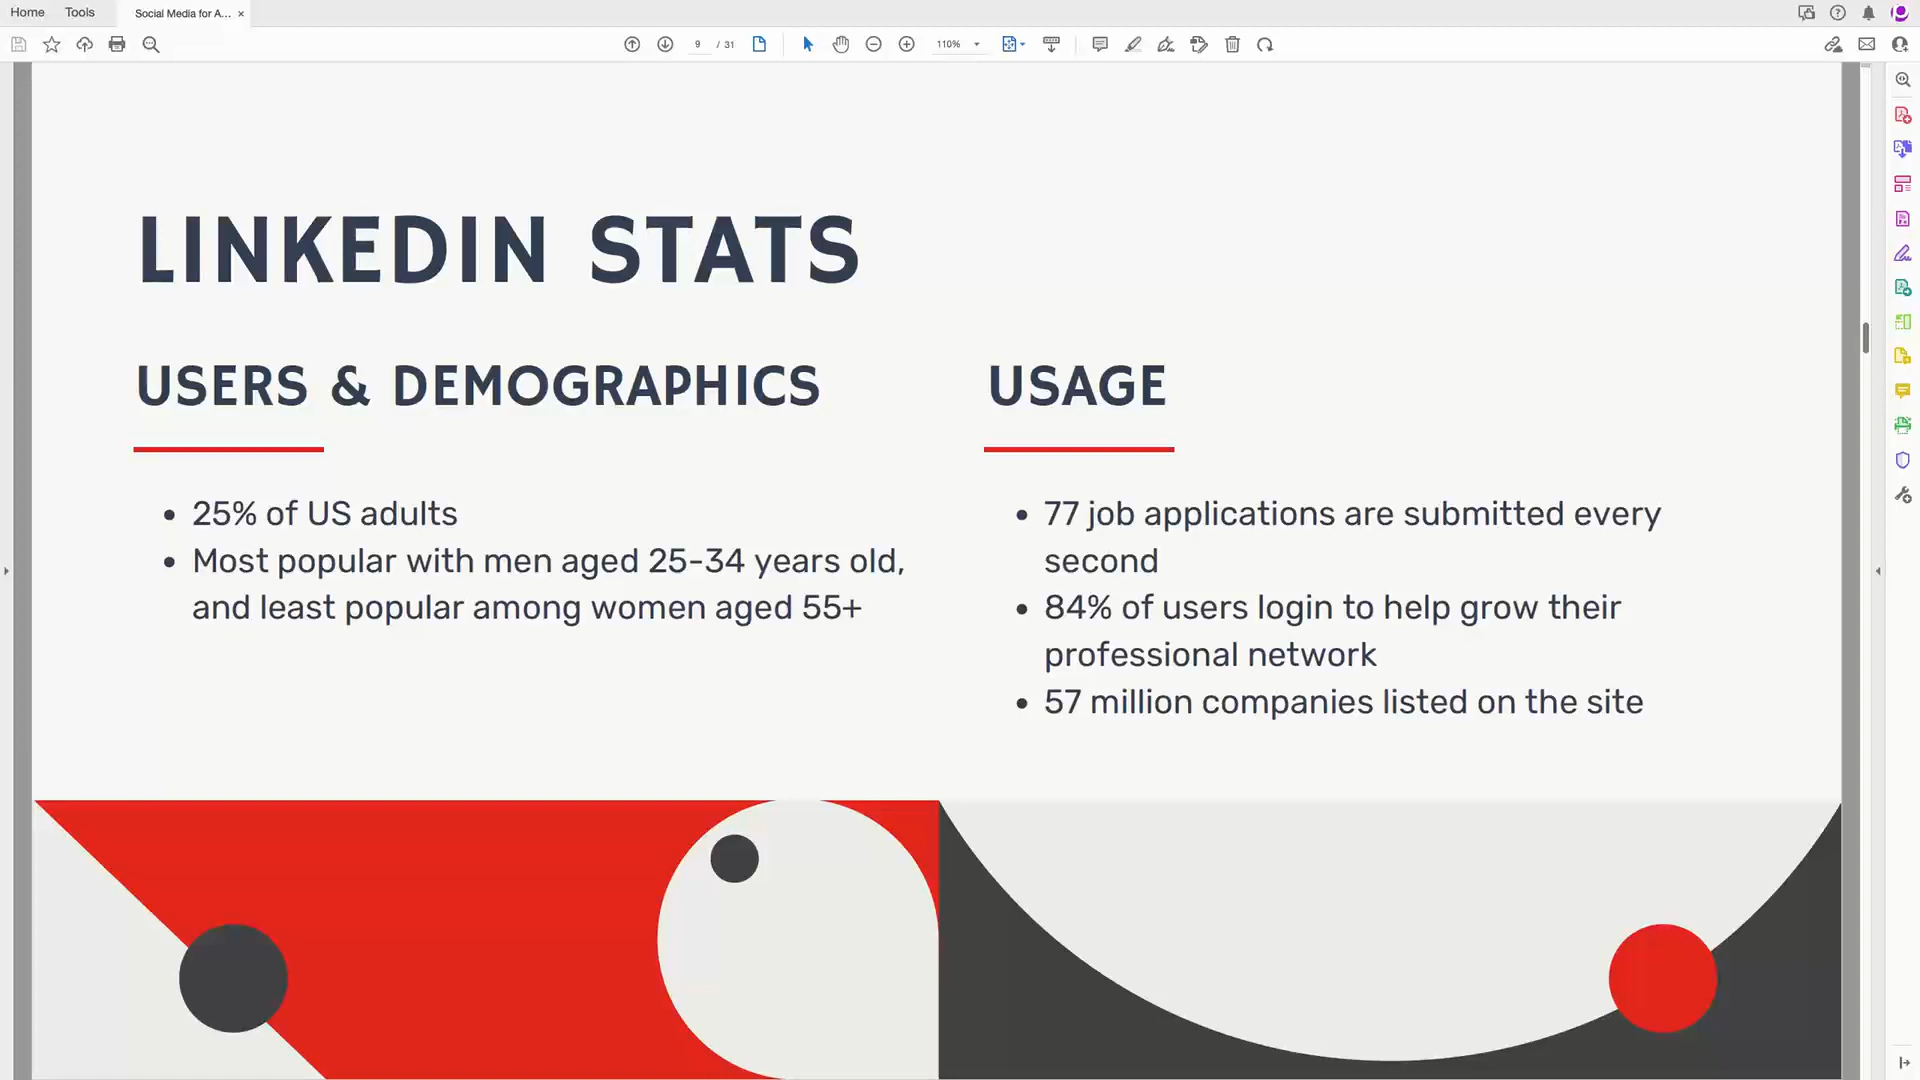 Home Tools Social Media for A... ×
9 / 31 110%
LINKEDIN STATS
USERS & DEMOGRAPHICS
• 25% of US adults
• Most popular with men aged 25-34 years old,
and least popular among women aged 55+
USAGE
• 77 job applications are submitted every
second
• 84% of users login to help grow their
professional network
• 57 million companies listed on the site